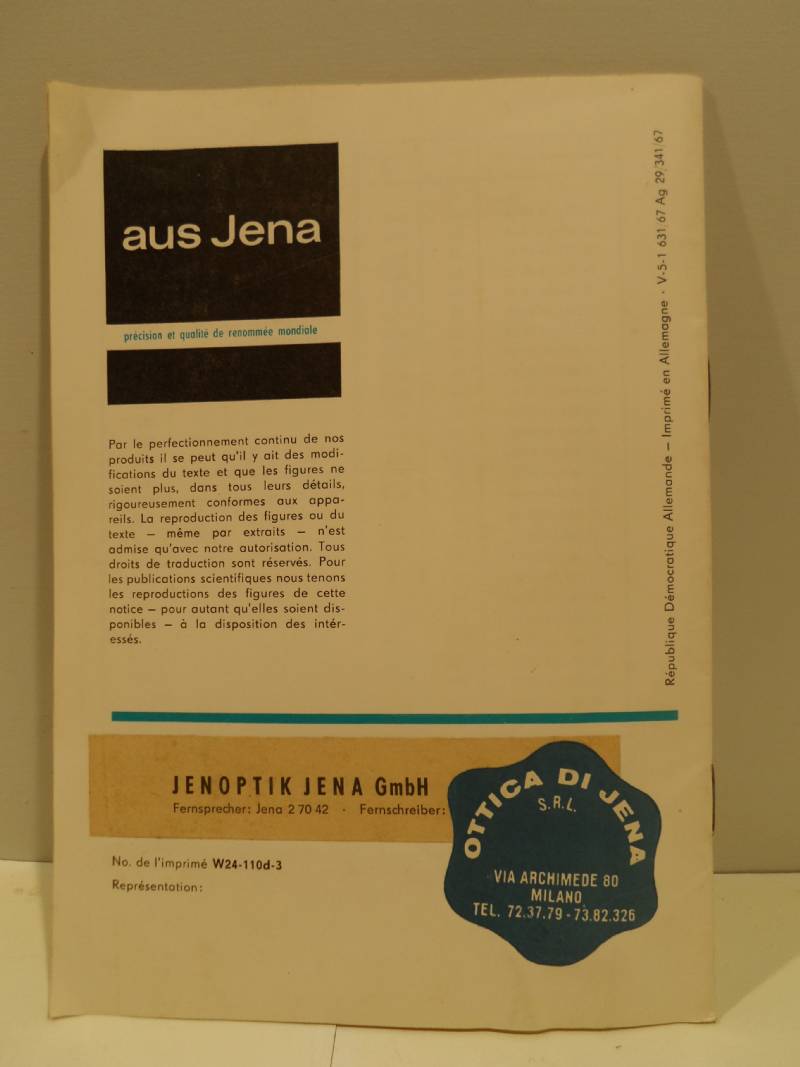 aus Jena
précision et qualité de renommée mondiale
Par le perfectionnement continu de nos
produits il se peut qu'il y ait des modi-
fications du texte et que les figures ne
soient plus, dans tous leurs détails,
rigoureusement conformes aux appa-
reils. La reproduction des figures ou du
texte — même par extraits — n'est
admise qu'avec notre autorisation. Tous
droits de traduction sont réservés. Pour
les publications scientifiques nous tenons
les reproductions des figures de cette
notice — pour autant qu'elles soient dis-
ponibles — à la disposition des intér-
essés.
République Démocratique Allemande — Imprimé en Allemagne · V-5-1 631 67 Ag 29/341/67
JENOPTIK JENA GmbH
Fernsprecher: Jena 2 70 42 · Fernschreiber:
No. de l'imprimé W24-110d-3
Représentation:
OTTICA DI JENA
S.R.L.
VIA ARCHIMEDE 80
MILANO
TEL. 72.37.79 - 73.82.326